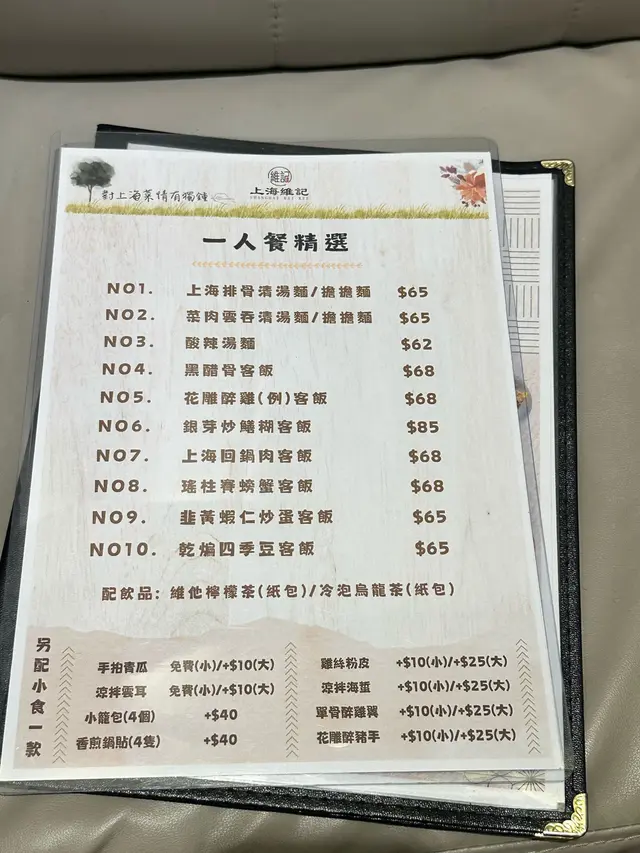 對上海菜情有獨鍾
維記
上海維記
SHANGHAI WAI KEE
一人餐精選
NO1. 上海排骨清湯麵/擔擔麵 $65
NO2. 菜肉雲吞清湯麵/擔擔麵 $65
NO3. 酸辣湯麵 $62
NO4. 黑醋骨客飯 $68
NO5. 花雕醉雞(例)客飯 $68
NO6. 銀芽炒鱔糊客飯 $85
NO7. 上海回鍋肉客飯 $68
NO8. 瑤柱賽螃蟹客飯 $68
NO9. 韭黃蝦仁炒蛋客飯 $65
NO10. 乾煸四季豆客飯 $65
配飲品: 維他檸檬茶(紙包)/冷泡烏龍茶(紙包)
另配小食一款
手拍青瓜 免費(小)/+$10(大)
涼拌雲耳 免費(小)/+$10(大)
小籠包(4個) +$40
香煎鍋貼(4隻) +$40
雞絲粉皮 +$10(小)/+$25(大)
涼拌海蜇 +$10(小)/+$25(大)
單骨醉雞翼 +$10(小)/+$25(大)
花雕醉豬手 +$10(小)/+$25(大)